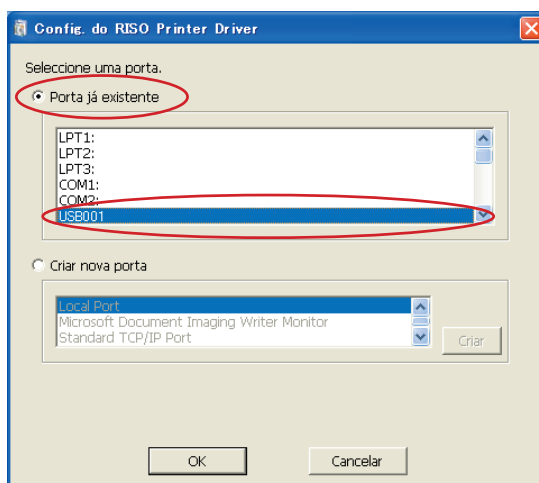 Config. do RISO Printer Driver
Seleccione uma porta.
Porta já existente
LPT1:
LPT2:
LPT3:
COM1:
COM2:
USB001
Criar nova porta
Local Port
Microsoft Document Imaging Writer Monitor
Standard TCP/IP Port
Criar
OK
Cancelar